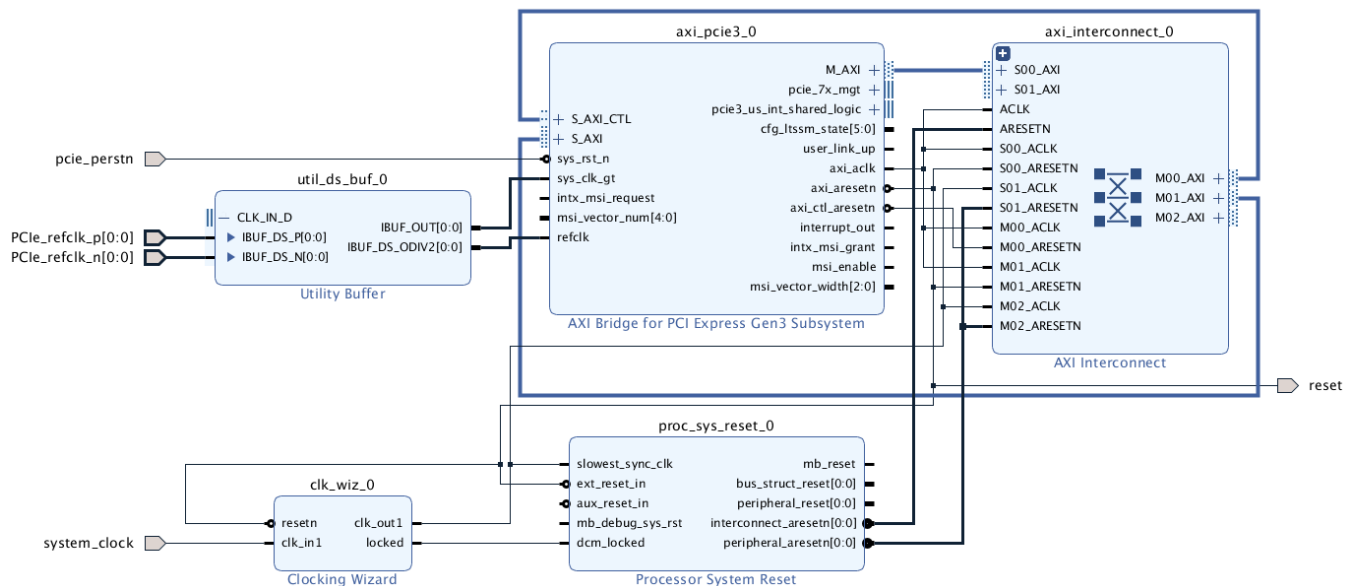 axi_pcie3_0
M_AXI
pcie_7x_mgt
pcie3_us_int_shared_logic
S_AXI_CTL
cfg_ltssm_state[5:0]
S_AXI
user_link_up
sys_rst_n
axi_aclk
sys_clk_gt
axi_aresetn
intx_msi_request
axi_ctl_aresetn
msi_vector_num[4:0]
interrupt_out
refclk
intx_msi_grant
msi_enable
msi_vector_width[2:0]
AXI Bridge for PCI Express Gen3 Subsystem
axi_interconnect_0
S00_AXI
S01_AXI
ACLK
ARESETN
S00_ACLK
S00_ARESETN
S01_ACLK
S01_ARESETN
M00_ACLK
M00_ARESETN
M01_ACLK
M01_ARESETN
M02_ACLK
M02_ARESETN
M00_AXI
M01_AXI
M02_AXI
AXI Interconnect
pcie_perstn
util_ds_buf_0
CLK_IN_D
IBUF_OUT[0:0]
PCIe_refclk_p[0:0]
IBUF_DS_P[0:0]
IBUF_DS_ODIV2[0:0]
PCIe_refclk_n[0:0]
IBUF_DS_N[0:0]
Utility Buffer
reset
proc_sys_reset_0
slowest_sync_clk
mb_reset
ext_reset_in
bus_struct_reset[0:0]
aux_reset_in
peripheral_reset[0:0]
mb_debug_sys_rst
interconnect_aresetn[0:0]
dcm_locked
peripheral_aresetn[0:0]
Processor System Reset
clk_wiz_0
resetn
clk_out1
system_clock
clk_in1
locked
Clocking Wizard